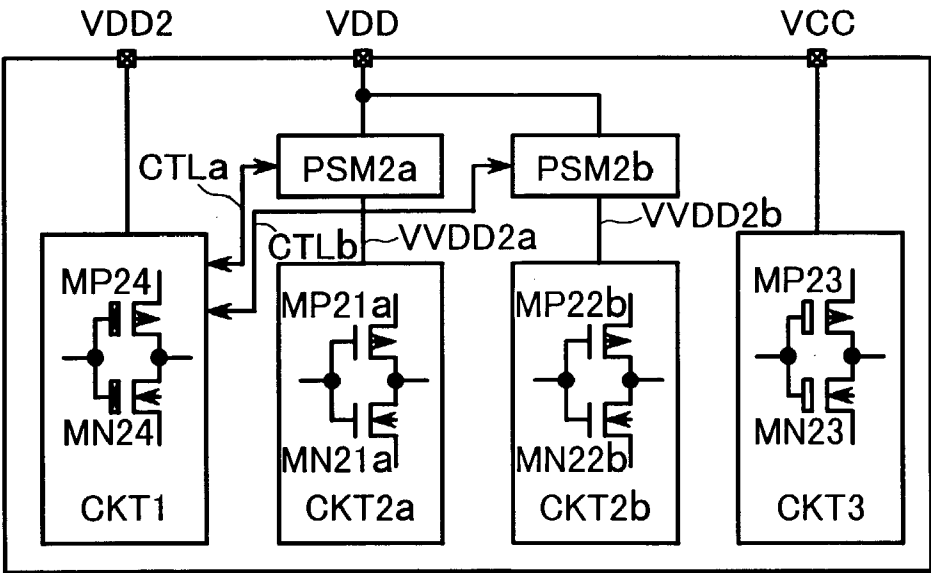 VDD2 VDD VCC
CTLa PSM2a PSM2b
CTLb VVDD2a VVDD2b
MP24 MP21a MP22b MP23
MN24 MN21a MN22b MN23
CKT1 CKT2a CKT2b CKT3